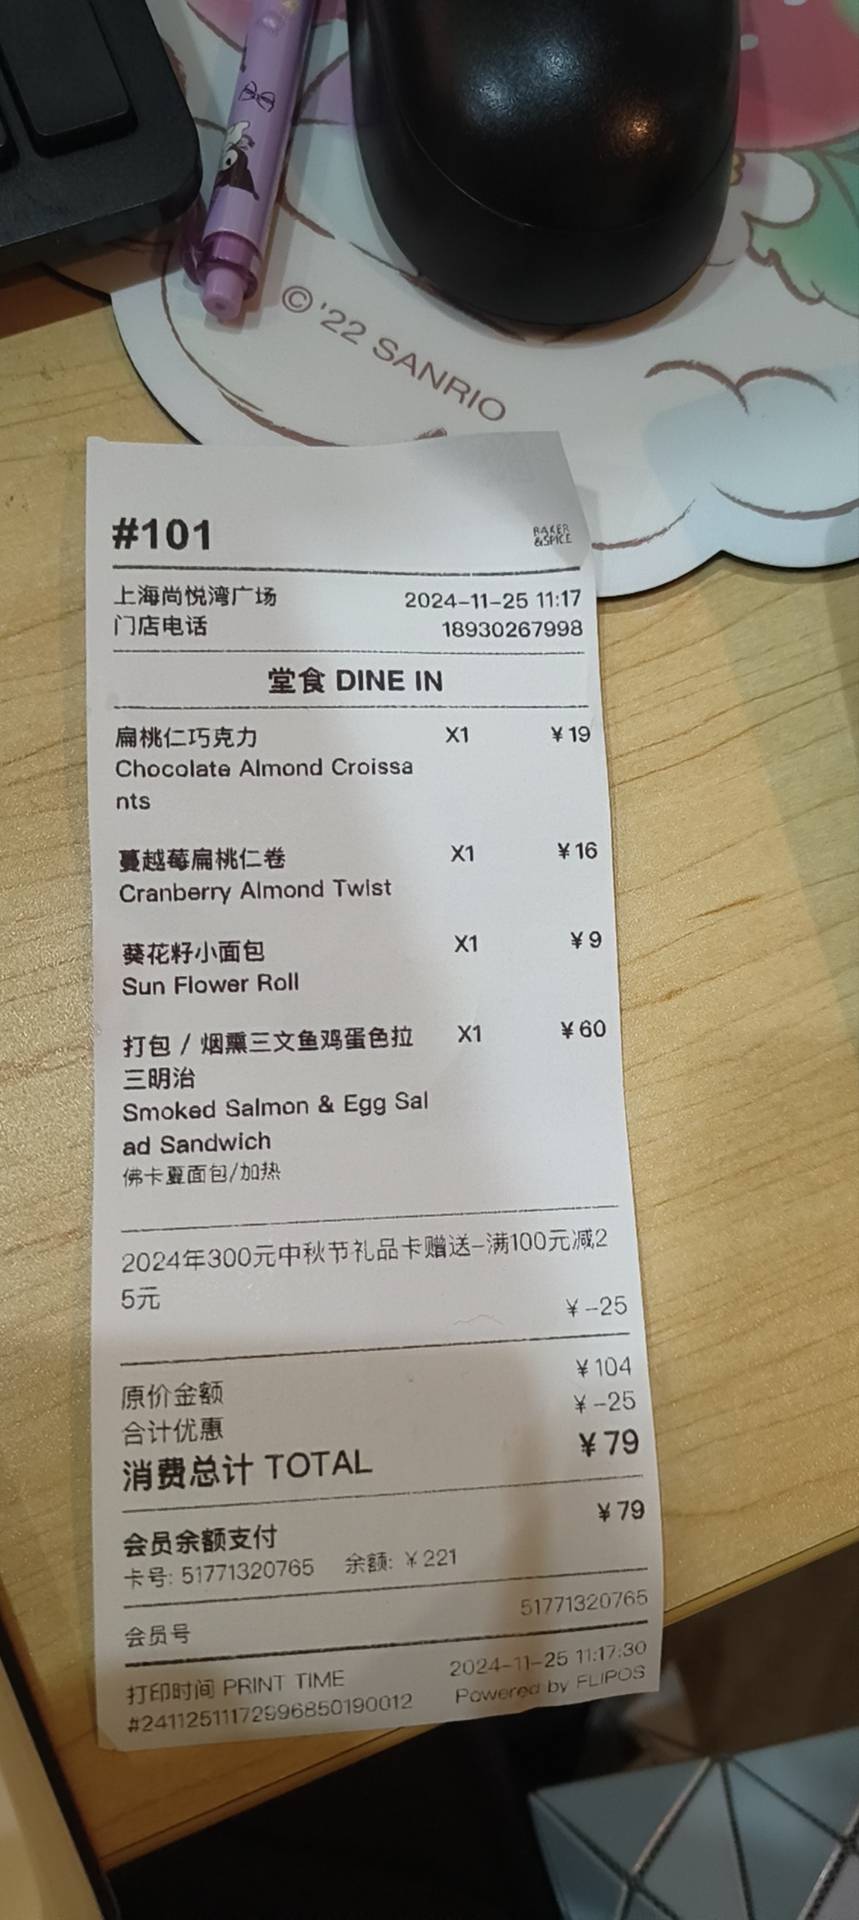 © '22 SANRIO
#101
BAKER
&SPICE
上海尚悦湾广场 2024-11-25 11:17
门店电话 18930267998
堂食 DINE IN
扁桃仁巧克力 X1 ¥19
Chocolate Almond Croissa
nts
蔓越莓扁桃仁卷 X1 ¥16
Cranberry Almond Twist
葵花籽小面包 X1 ¥9
Sun Flower Roll
打包 / 烟熏三文鱼鸡蛋色拉 X1 ¥60
三明治
Smoked Salmon & Egg Sal
ad Sandwich
佛卡夏面包/加热
2024年300元中秋节礼品卡赠送-满100元减2
5元
¥-25
原价金额 ¥104
合计优惠 ¥-25
消费总计 TOTAL ¥79
会员余额支付 ¥79
卡号: 51771320765 余额: ¥221
会员号 51771320765
打印时间 PRINT TIME 2024-11-25 11:17:30
#24112511172996850190012 Powered by FLIPOS